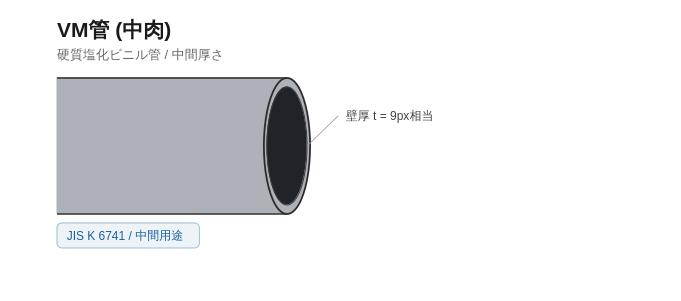 VM管 (中肉)
硬質塩化ビニル管 / 中間厚さ
壁厚 t = 9px相当
JIS K 6741 / 中間用途